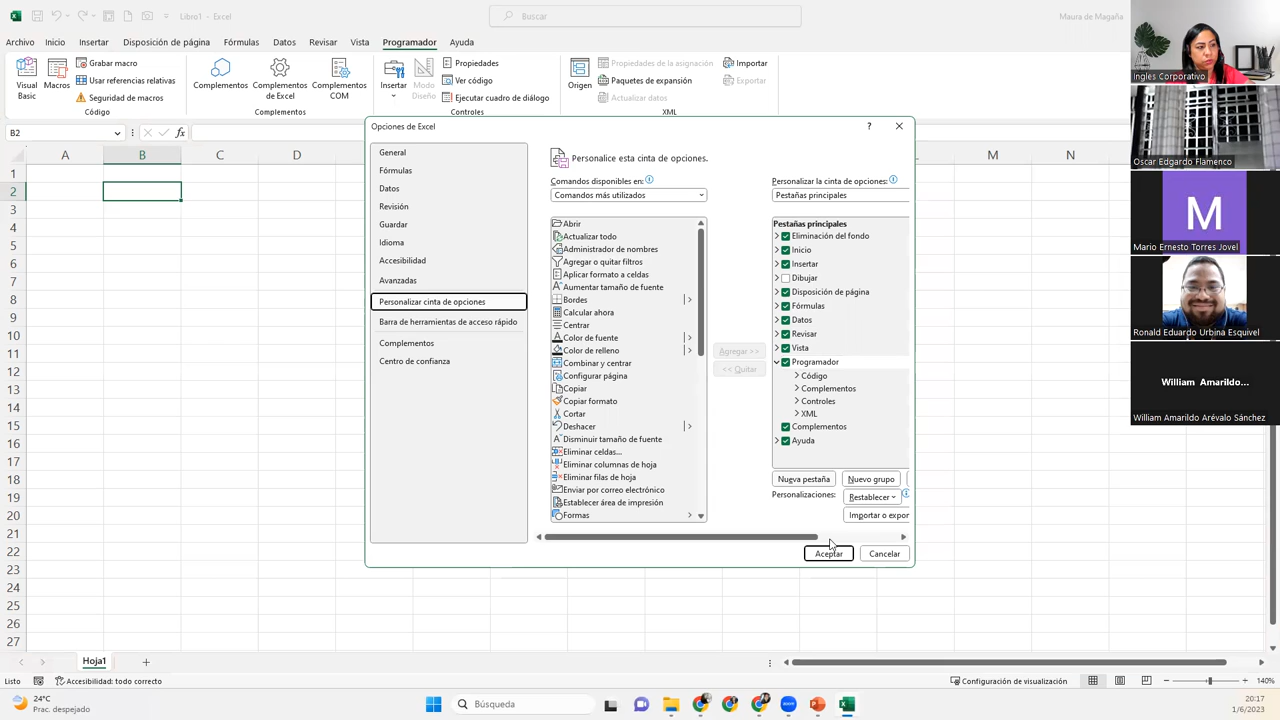 Libro1 - Excel
Buscar
Maura de Magaña
Archivo Inicio Insertar Disposición de página Fórmulas Datos Revisar Vista Programador Ayuda
Visual Basic
Macros
Grabar macro
Usar referencias relativas
Seguridad de macros
Código
Complementos
Complementos de Excel
Complementos COM
Complementos
Insertar
Modo Diseño
Propiedades
Ver código
Ejecutar cuadro de diálogo
Controles
Origen
Propiedades de la asignación
Paquetes de expansión
Actualizar datos
Importar
Exportar
XML
B2
fx
A B C D M N
1
2
3
4
5
6
7
8
9
10
11
12
13
14
15
16
17
18
19
20
21
22
23
24
25
26
27
Opciones de Excel
?
General
Fórmulas
Datos
Revisión
Guardar
Idioma
Accesibilidad
Avanzadas
Personalizar cinta de opciones
Barra de herramientas de acceso rápido
Complementos
Centro de confianza
Personalice esta cinta de opciones.
Comandos disponibles en:
Comandos más utilizados
Abrir
Actualizar todo
Administrador de nombres
Agregar o quitar filtros
Aplicar formato a celdas
Aumentar tamaño de fuente
Bordes
Calcular ahora
Centrar
Color de fuente
Color de relleno
Combinar y centrar
Configurar página
Copiar
Copiar formato
Cortar
Deshacer
Disminuir tamaño de fuente
Eliminar celdas...
Eliminar columnas de hoja
Eliminar filas de hoja
Enviar por correo electrónico
Establecer área de impresión
Formas
Agregar >>
<< Quitar
Personalizar la cinta de opciones:
Pestañas principales
Pestañas principales
Eliminación del fondo
Inicio
Insertar
Dibujar
Disposición de página
Fórmulas
Datos
Revisar
Vista
Programador
Código
Complementos
Controles
XML
Complementos
Ayuda
Nueva pestaña Nuevo grupo
Personalizaciones: Restablecer
Importar o expor
Aceptar Cancelar
Ingles Corporativo
Oscar Edgardo Flamenco
M
Mario Ernesto Torres Jovel
Ronald Eduardo Urbina Esquivel
William Amarildo...
William Amarildo Arévalo Sánchez
Hoja1
Listo
Accesibilidad: todo correcto
Configuración de visualización
140%
24°C
Prac. despejado
Búsqueda
zoom
20:17
1/6/2023